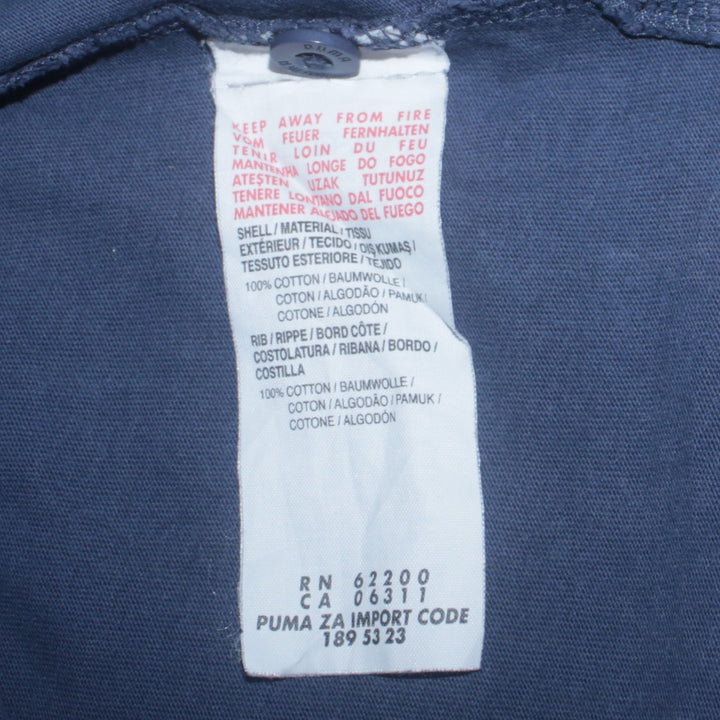 PUMA
KEEP AWAY FROM FIRE
VOM FEUER FERNHALTEN
TENIR LOIN DU FEU
MANTENHA LONGE DO FOGO
ATEŞTEN UZAK TUTUNUZ
TENERE LONTANO DAL FUOCO
MANTENER ALEJADO DEL FUEGO
SHELL / MATERIAL / TISSU
EXTÉRIEUR / TECIDO / DIŞ KUMAŞ /
TESSUTO ESTERIORE / TEJIDO
100% COTTON / BAUMWOLLE /
COTON / ALGODÃO / PAMUK /
COTONE / ALGODÓN
RIB / RIPPE / BORD CÔTE /
COSTOLATURA / RIBANA / BORDO /
COSTILLA
100% COTTON / BAUMWOLLE /
COTON / ALGODÃO / PAMUK /
COTONE / ALGODÓN
RN 62200
CA 06311
PUMA ZA IMPORT CODE
189 53 23